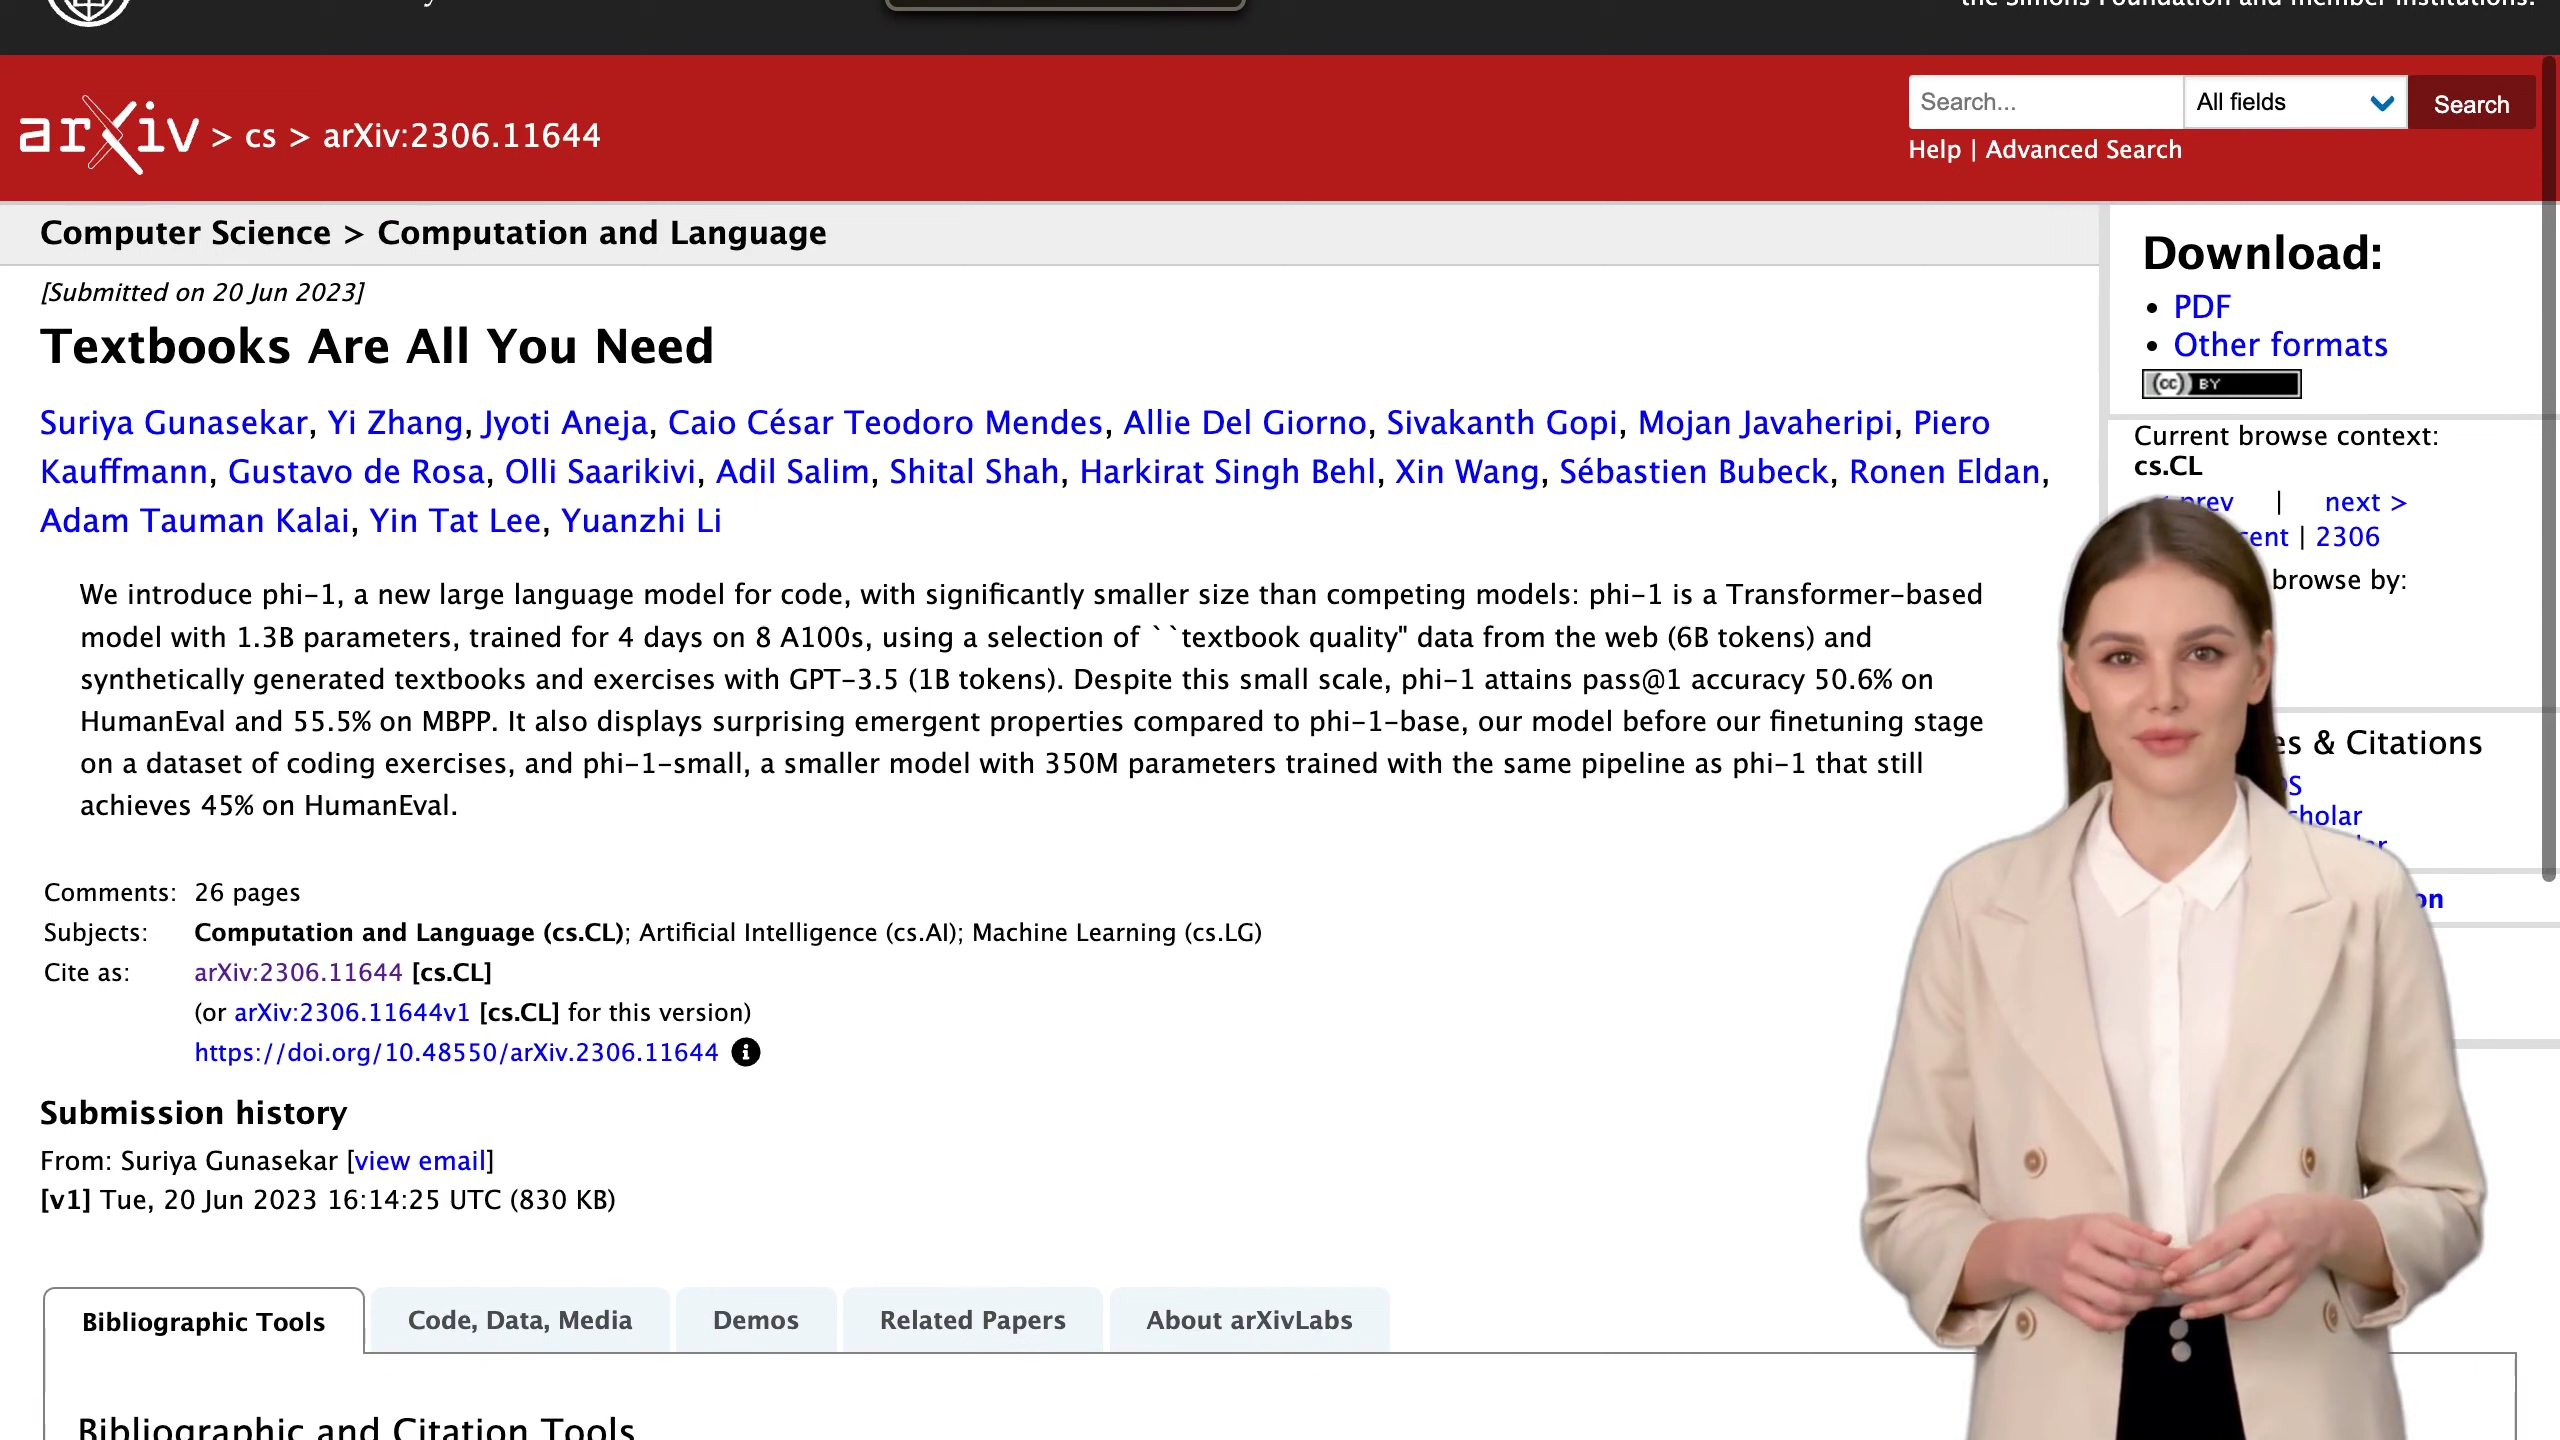 the Simons Foundation and member institutions.
arXiv > cs > arXiv:2306.11644
Search...
All fields
Search
Help | Advanced Search
Computer Science > Computation and Language
[Submitted on 20 Jun 2023]
Textbooks Are All You Need
Suriya Gunasekar, Yi Zhang, Jyoti Aneja, Caio César Teodoro Mendes, Allie Del Giorno, Sivakanth Gopi, Mojan Javaheripi, Piero
Kauffmann, Gustavo de Rosa, Olli Saarikivi, Adil Salim, Shital Shah, Harkirat Singh Behl, Xin Wang, Sébastien Bubeck, Ronen Eldan,
Adam Tauman Kalai, Yin Tat Lee, Yuanzhi Li
We introduce phi-1, a new large language model for code, with significantly smaller size than competing models: phi-1 is a Transformer-based
model with 1.3B parameters, trained for 4 days on 8 A100s, using a selection of ``textbook quality" data from the web (6B tokens) and
synthetically generated textbooks and exercises with GPT-3.5 (1B tokens). Despite this small scale, phi-1 attains pass@1 accuracy 50.6% on
HumanEval and 55.5% on MBPP. It also displays surprising emergent properties compared to phi-1-base, our model before our finetuning stage
on a dataset of coding exercises, and phi-1-small, a smaller model with 350M parameters trained with the same pipeline as phi-1 that still
achieves 45% on HumanEval.
Comments: 26 pages
Subjects: Computation and Language (cs.CL); Artificial Intelligence (cs.AI); Machine Learning (cs.LG)
Cite as: arXiv:2306.11644 [cs.CL]
(or arXiv:2306.11644v1 [cs.CL] for this version)
https://doi.org/10.48550/arXiv.2306.11644
Submission history
From: Suriya Gunasekar [view email]
[v1] Tue, 20 Jun 2023 16:14:25 UTC (830 KB)
Bibliographic Tools
Code, Data, Media
Demos
Related Papers
About arXivLabs
Bibliographic and Citation Tools
Download:
• PDF
• Other formats
(cc) BY
Current browse context:
cs.CL
prev | next >
| 2306
browse by:
& Citations